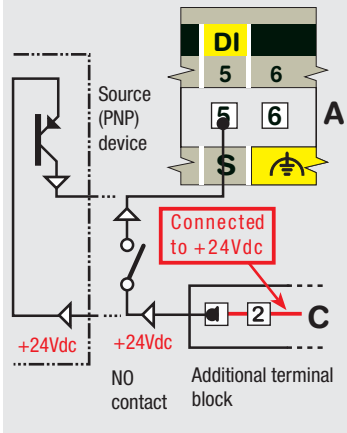 DI
5 6
Source
(PNP)
device
5 6 A
S
Connected
to +24Vdc
1 2 C
+24Vdc +24Vdc
NO
contact
Additional terminal
block